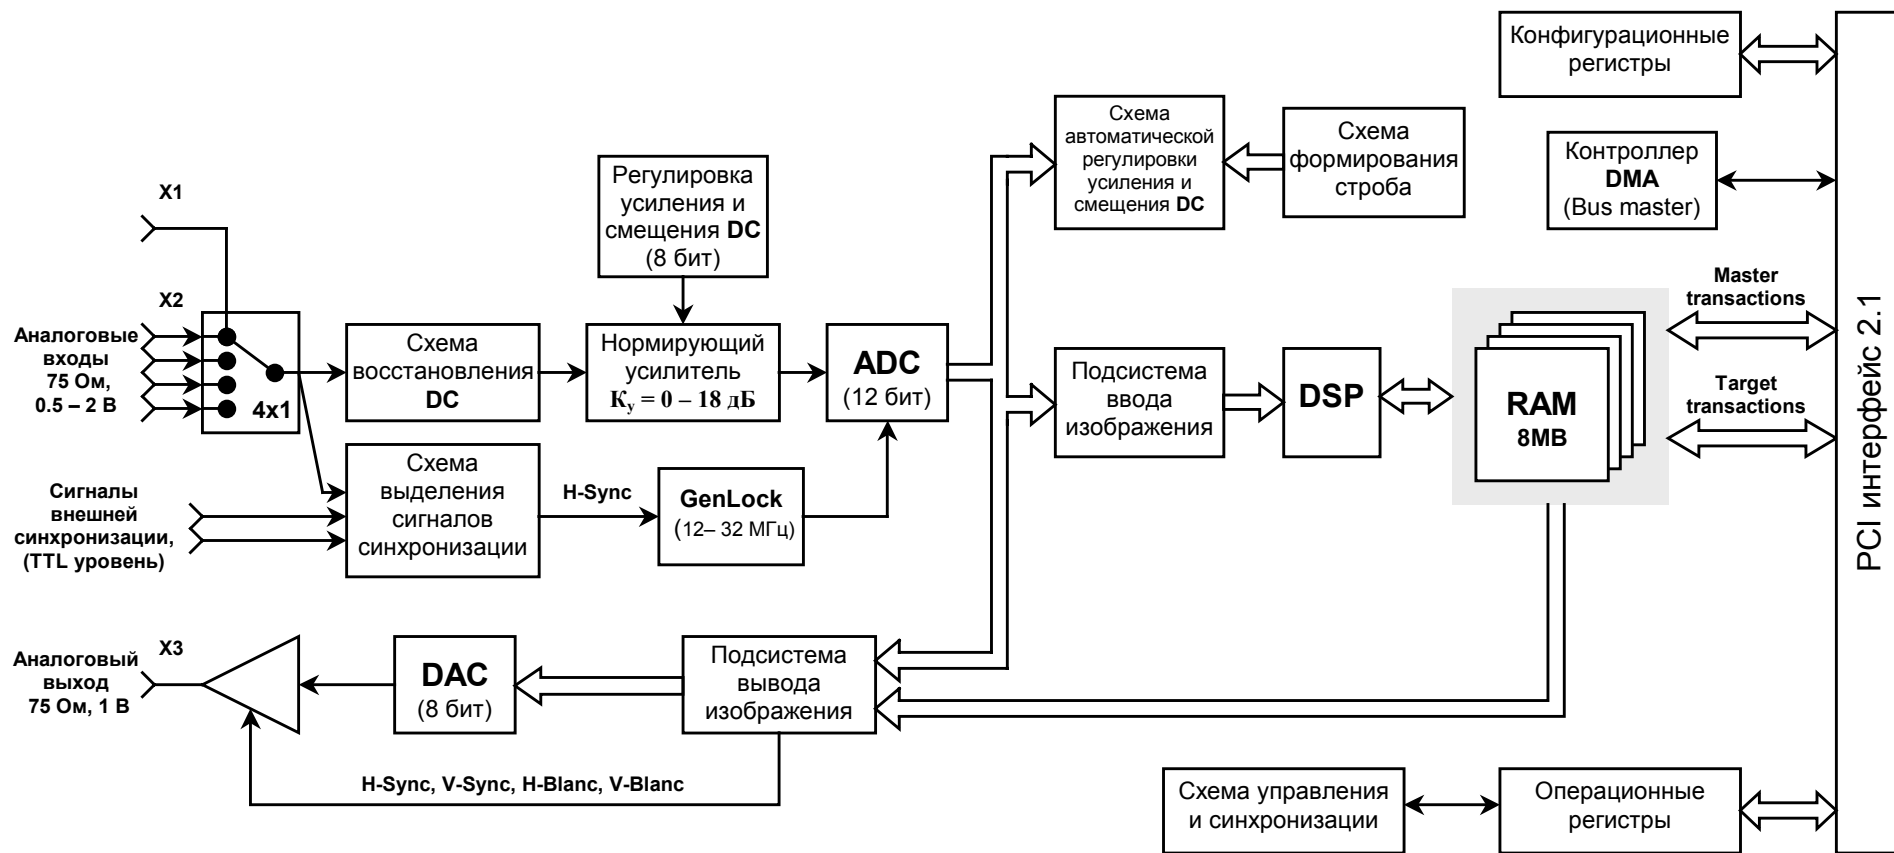 Конфигурационные
регистры
Схема
автоматической
регулировки
усиления и
смещения DC
Схема
формирования
строба
Контроллер
DMA
(Bus master)
Регулировка
усиления и
смещения DC
(8 бит)
X1
X2
Аналоговые
входы
75 Ом,
0.5 – 2 В
4x1
Схема
восстановления
DC
Нормирующий
усилитель
Kу = 0 – 18 дБ
ADC
(12 бит)
Подсистема
ввода
изображения
DSP
RAM
8MB
Master
transactions
Target
transactions
PCI интерфейс 2.1
Сигналы
внешней
синхронизации,
(TTL уровень)
Схема
выделения
сигналов
синхронизации
H-Sync
GenLock
(12– 32 МГц)
X3
Аналоговый
выход
75 Ом, 1 В
DAC
(8 бит)
Подсистема
вывода
изображения
H-Sync, V-Sync, H-Blanc, V-Blanc
Схема управления
и синхронизации
Операционные
регистры